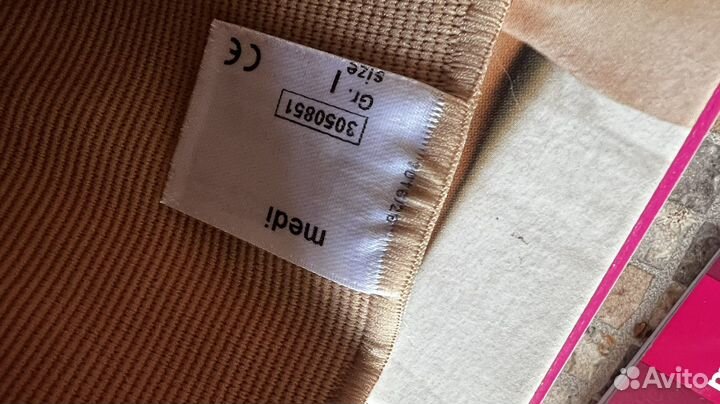 medi
3050851
Gr. I
size
CE
Avito